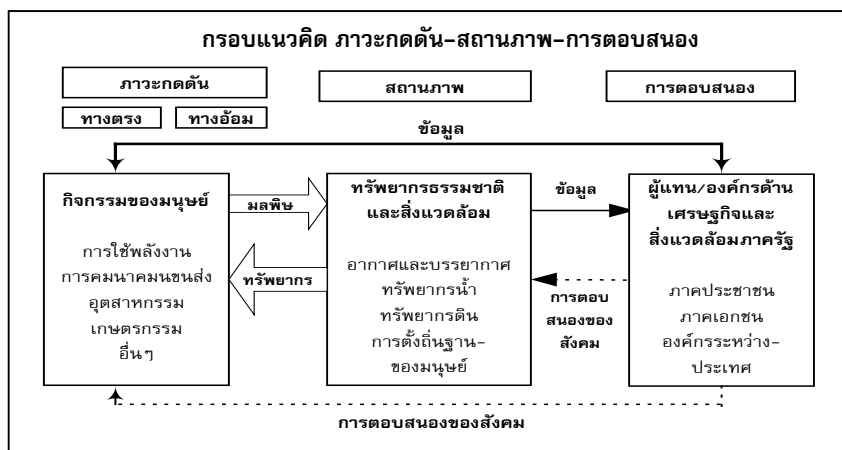 กรอบแนวคิด ภาวะกดดัน-สถานภาพ-การตอบสนอง
ภาวะกดดัน
สถานภาพ
การตอบสนอง
ทางตรง
ทางอ้อม
ข้อมูล
กิจกรรมของมนุษย์
การใช้พลังงาน
การคมนาคมนขนส่ง
อุตสาหกรรม
เกษตรกรรม
อื่นๆ
มลพิษ
ทรัพยากร
ทรัพยากรธรรมชาติ
และสิ่งแวดล้อม
อากาศและบรรยากาศ
ทรัพยากรน้ำ
ทรัพยากรดิน
การตั้งถิ่นฐาน-
ของมนุษย์
ข้อมูล
การตอบ
สนองของ
สังคม
ผู้แทน/องค์กรด้าน
เศรษฐกิจและ
สิ่งแวดล้อมภาครัฐ
ภาคประชาชน
ภาคเอกชน
องค์กรระหว่าง-
ประเทศ
การตอบสนองของสังคม